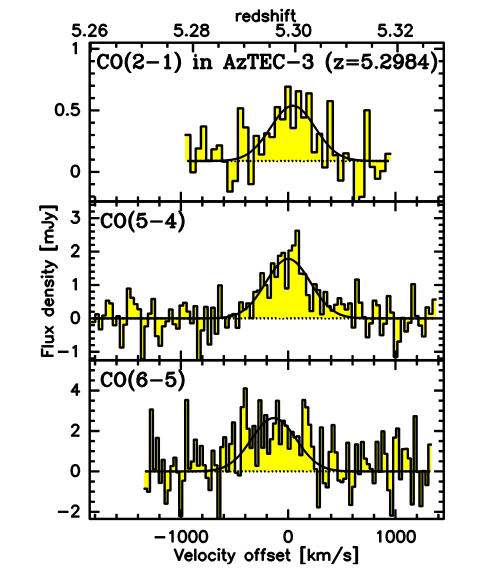 redshift
5.26 5.28 5.30 5.32
1
CO(2-1) in AzTEC-3 (z=5.2984)
0.5
0
3
CO(5-4)
2
1
0
-1
Flux density [mJy]
CO(6-5)
4
2
0
-2
-1000 0 1000
Velocity offset [km/s]